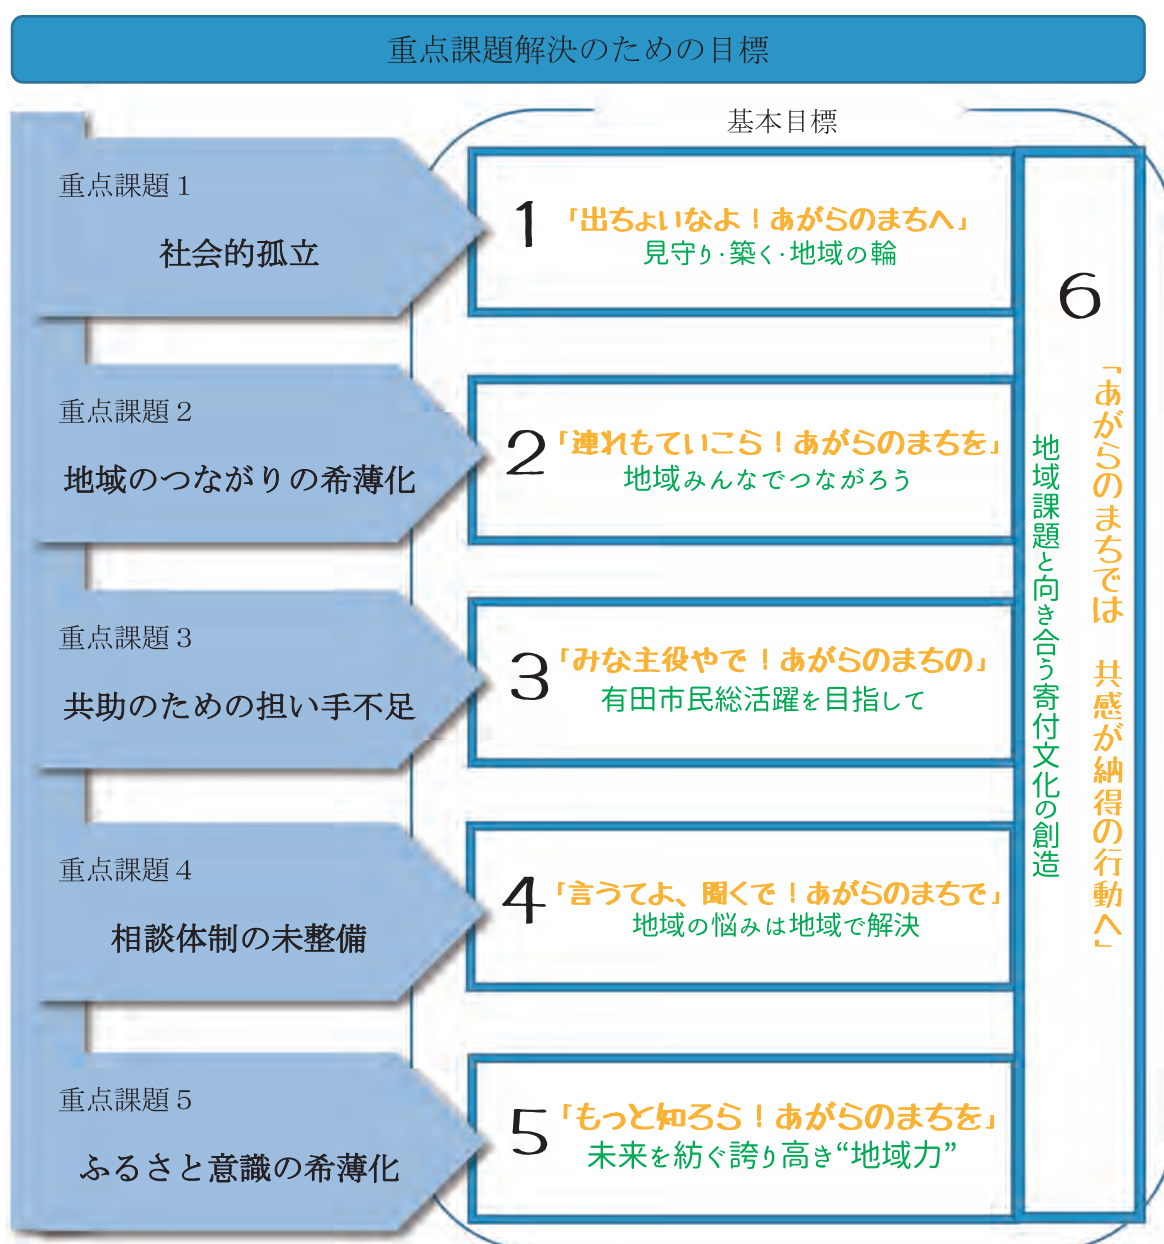 重点課題解決のための目標
基本目標
重点課題１
社会的孤立
1
「出ちょいなよ！あがらのまちへ」
見守り・築く・地域の輪
重点課題２
地域のつながりの希薄化
2
「連れもていこら！あがらのまちを」
地域みんなでつながろう
重点課題３
共助のための担い手不足
3
「みな主役やで！あがらのまちの」
有田市民総活躍を目指して
重点課題４
相談体制の未整備
4
「言うてよ、聞くで！あがらのまちで」
地域の悩みは地域で解決
重点課題５
ふるさと意識の希薄化
5
「もっと知ろら！あがらのまちを」
未来を紡ぐ誇り高き“地域力”
6
「あがらのまちでは　共感が納得の行動へ」
地域課題と向き合う寄付文化の創造